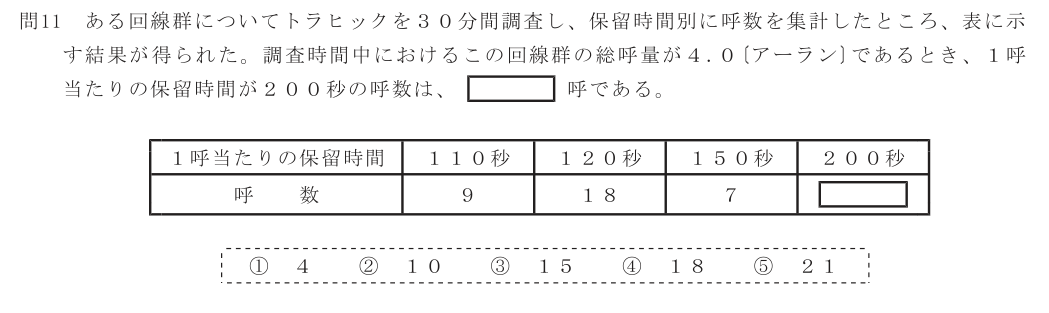 問11　ある回線群についてトラヒックを３０分間調査し、保留時間別に呼数を集計したところ、表に示
す結果が得られた。調査時間中におけるこの回線群の総呼量が４.０〔アーラン〕であるとき、１呼
当たりの保留時間が２００秒の呼数は、　　　　呼である。
１呼当たりの保留時間　１１０秒　１２０秒　１５０秒　２００秒
呼　　数　９　１８　７
① ４　② １０　③ １５　④ １８　⑤ ２１